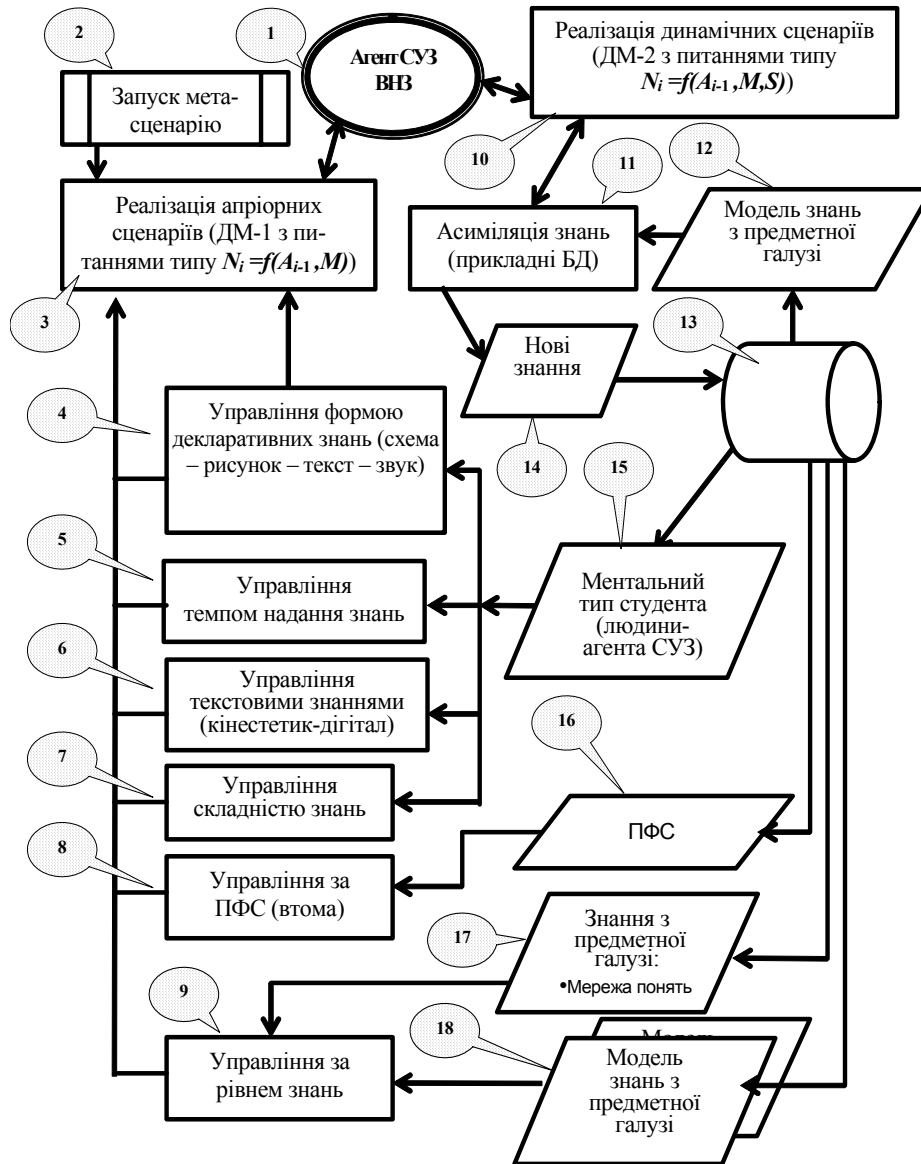 2
1
Агент СУЗ
ВНЗ
Реалізація динамічних сценаріїв
(ДМ-2 з питаннями типу
Ni =f(Ai-1 ,M,S))
Запуск мета-
сценарію
10
11
12
Реалізація апріорних
сценаріїв (ДМ-1 з пи-
таннями типу Ni =f(Ai-1 ,M))
Асиміляція знань
(прикладні БД)
Модель знань
з предметної
галузі
3
13
Нові
знання
4
Управління формою
декларативних знань (схема
– рисунок – текст – звук)
14
15
5
Управління
темпом надання знань
Ментальний
тип студента
(людини-
агента СУЗ)
6
Управління
текстовими знаннями
(кінестетик-дігітал)
16
7
Управління
складністю знань
ПФС
8
Управління за
ПФС (втома)
17
Знання з
предметної
галузі:
•Мережа понять
9
18
Управління за
рівнем знань
Модель
знань з
предметної
галузі